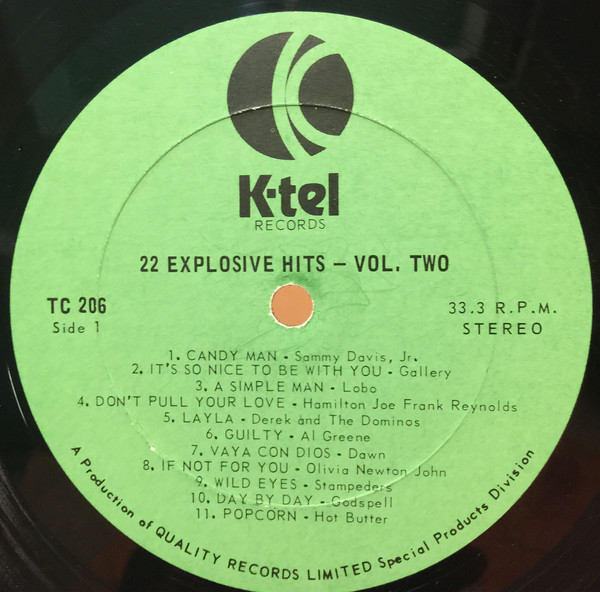 K-tel
RECORDS
22 EXPLOSIVE HITS – VOL. TWO
TC 206
Side 1
33.3 R.P.M.
STEREO
1. CANDY MAN - Sammy Davis, Jr.
2. IT'S SO NICE TO BE WITH YOU - Gallery
3. A SIMPLE MAN - Lobo
4. DON'T PULL YOUR LOVE - Hamilton Joe Frank Reynolds
5. LAYLA - Derek and The Dominos
6. GUILTY - Al Greene
7. VAYA CON DIOS - Dawn
8. IF NOT FOR YOU - Olivia Newton John
9. WILD EYES - Stampeders
10. DAY BY DAY - Godspell
11. POPCORN - Hot Butter
A Production of QUALITY RECORDS LIMITED Special Products Division